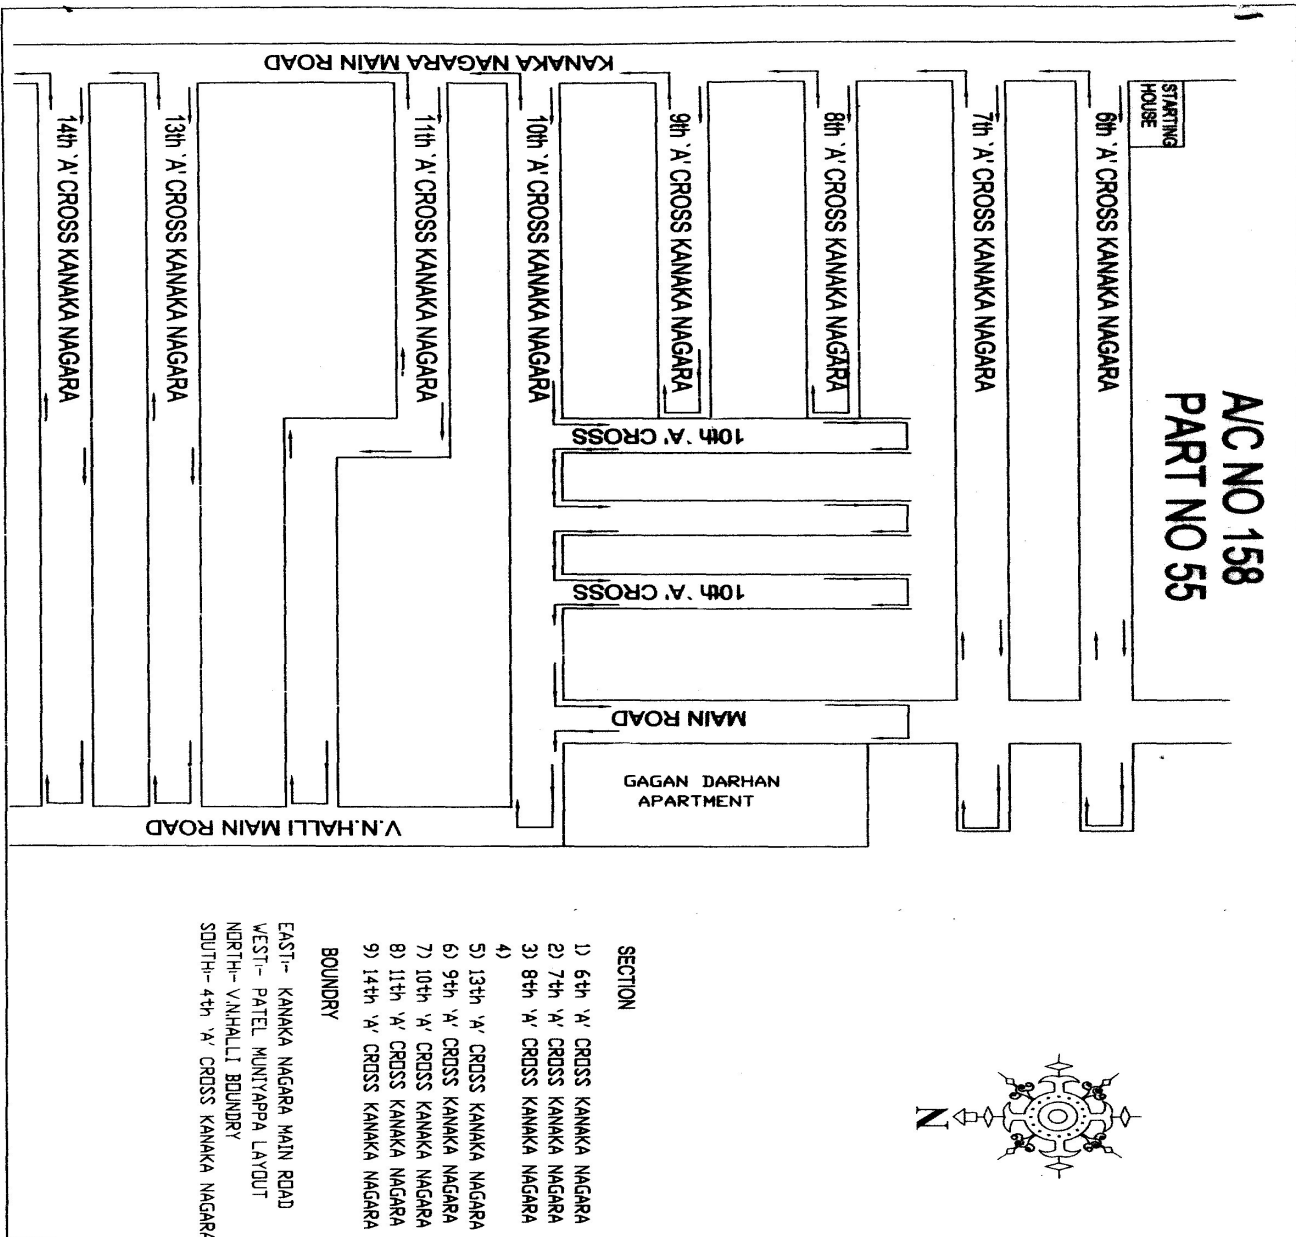 A/C NO 158
PART NO 55
STARTING
HOUSE
KANAKA NAGARA MAIN ROAD
6th 'A' CROSS KANAKA NAGARA
7th 'A' CROSS KANAKA NAGARA
8th 'A' CROSS KANAKA NAGARA
9th 'A' CROSS KANAKA NAGARA
10th 'A' CROSS KANAKA NAGARA
11th 'A' CROSS KANAKA NAGARA
13th 'A' CROSS KANAKA NAGARA
14th 'A' CROSS KANAKA NAGARA
10th 'A' CROSS
10th 'A' CROSS
MAIN ROAD
GAGAN DARHAN
APARTMENT
V.N.HALLI MAIN ROAD
N
SECTION
1) 6th 'A' CROSS KANAKA NAGARA
2) 7th 'A' CROSS KANAKA NAGARA
3) 8th 'A' CROSS KANAKA NAGARA
4)
5) 13th 'A' CROSS KANAKA NAGARA
6) 9th 'A' CROSS KANAKA NAGARA
7) 10th 'A' CROSS KANAKA NAGARA
8) 11th 'A' CROSS KANAKA NAGARA
9) 14th 'A' CROSS KANAKA NAGARA
BOUNDRY
EAST:- KANAKA NAGARA MAIN ROAD
WEST:- PATEL MUNIYAPPA LAYOUT
NORTH:- V.N.HALLI BOUNDRY
SOUTH:- 4th 'A' CROSS KANAKA NAGARA